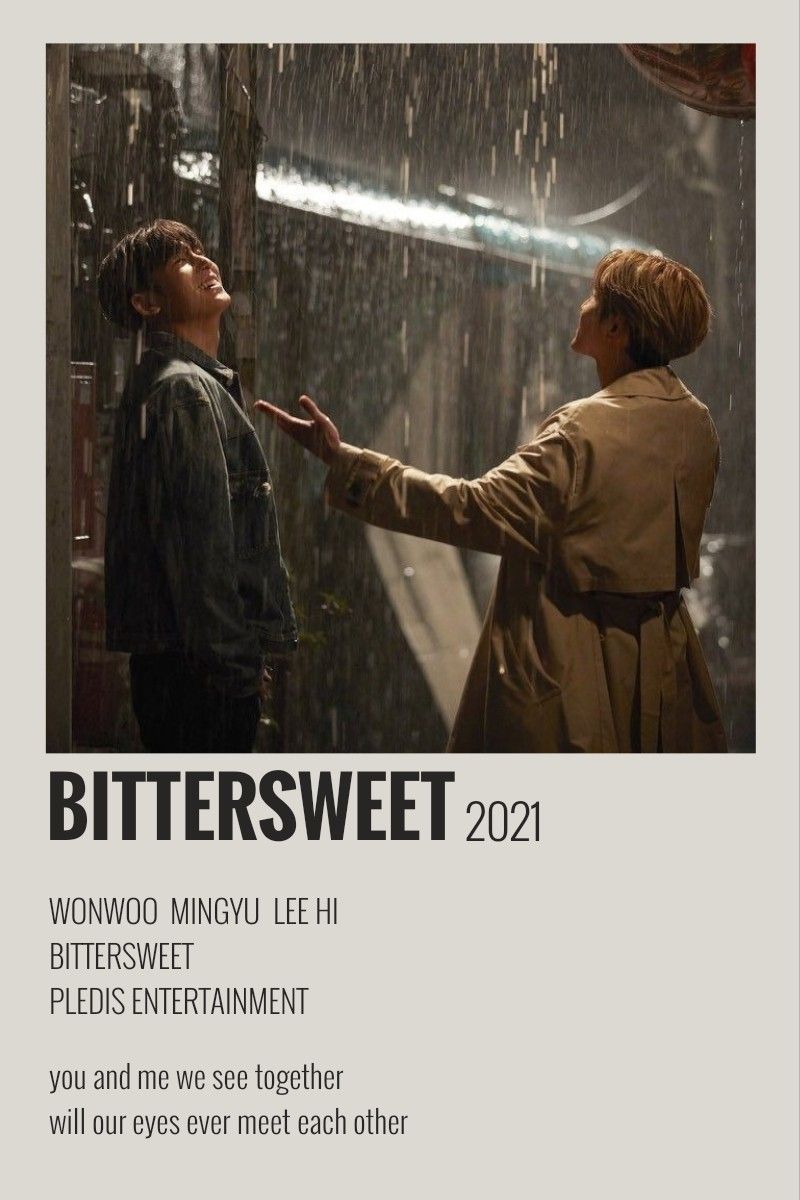 BITTERSWEET 2021
WONWOO MINGYU LEE HI
BITTERSWEET
PLEDIS ENTERTAINMENT
you and me we see together
will our eyes ever meet each other